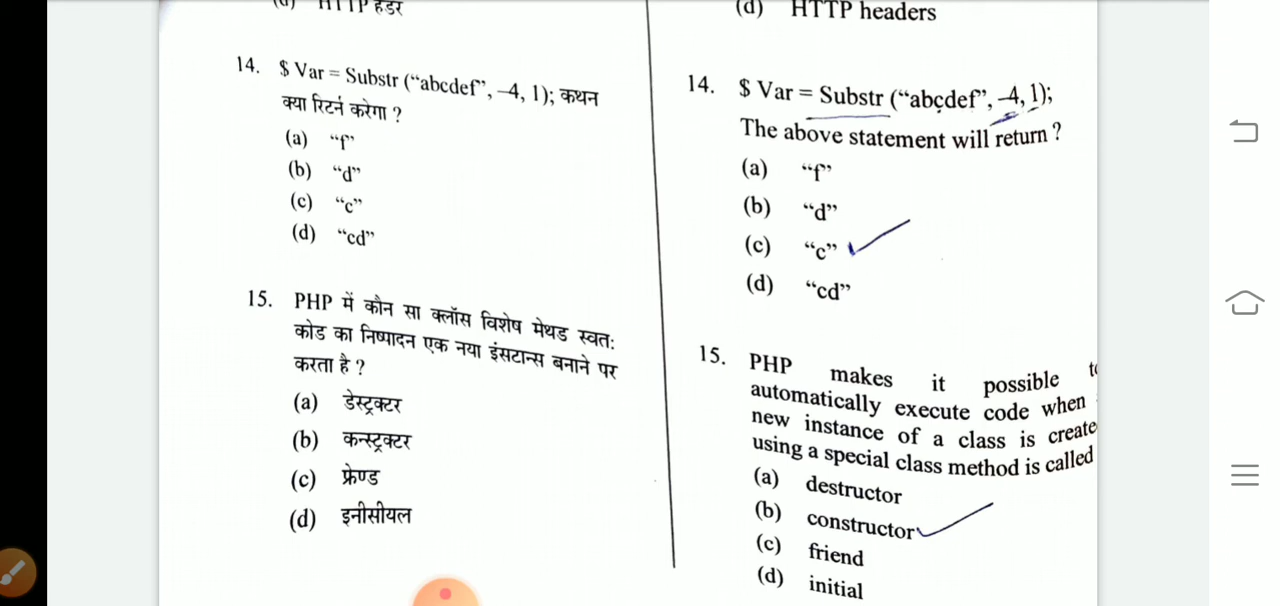 (d) HTTP हेडर
14. $ Var = Substr (“abcdef”, –4, 1); कथन
क्या रिटर्न करेगा ?
(a) “f”
(b) “d”
(c) “c”
(d) “cd”
15. PHP में कौन सा क्लॉस विशेष मेथड स्वत:
कोड का निष्पादन एक नया इंसटान्स बनाने पर
करता है ?
(a) डेस्ट्रक्टर
(b) कन्स्ट्रक्टर
(c) फ्रेण्ड
(d) इनीसीयल
(d) HTTP headers
14. $ Var = Substr (“abcdef”, –4, 1);
The above statement will return ?
(a) “f”
(b) “d”
(c) “c”
(d) “cd”
15. PHP makes it possible
automatically execute code when
new instance of a class is create
using a special class method is called
(a) destructor
(b) constructor
(c) friend
(d) initial